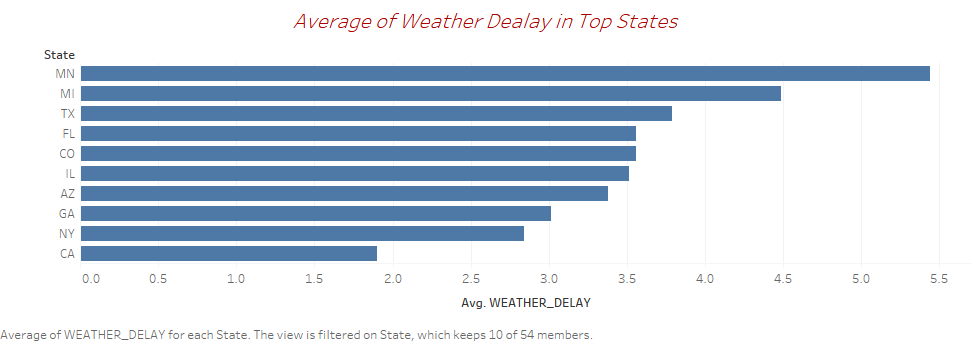 Average of Weather Dealay in Top States
State
MN
MI
TX
FL
CO
IL
AZ
GA
NY
CA
0.0 0.5 1.0 1.5 2.0 2.5 3.0 3.5 4.0 4.5 5.0 5.5
Avg. WEATHER_DELAY
Average of WEATHER_DELAY for each State. The view is filtered on State, which keeps 10 of 54 members.